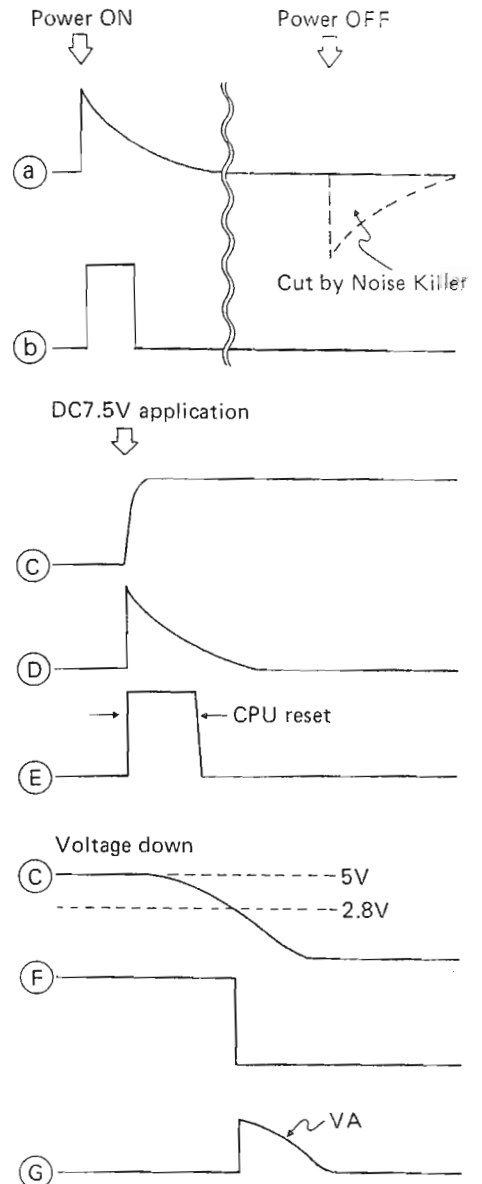 Power ON
Power OFF
a
Cut by Noise Killer
b
DC7.5V application
C
D
CPU reset
E
Voltage down
C
5V
2.8V
F
VA
G